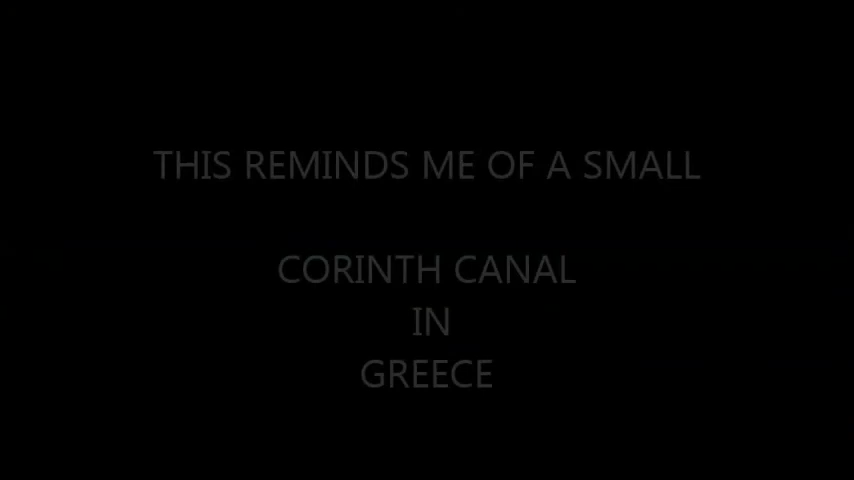 THIS REMINDS ME OF A SMALL
CORINTH CANAL
IN
GREECE